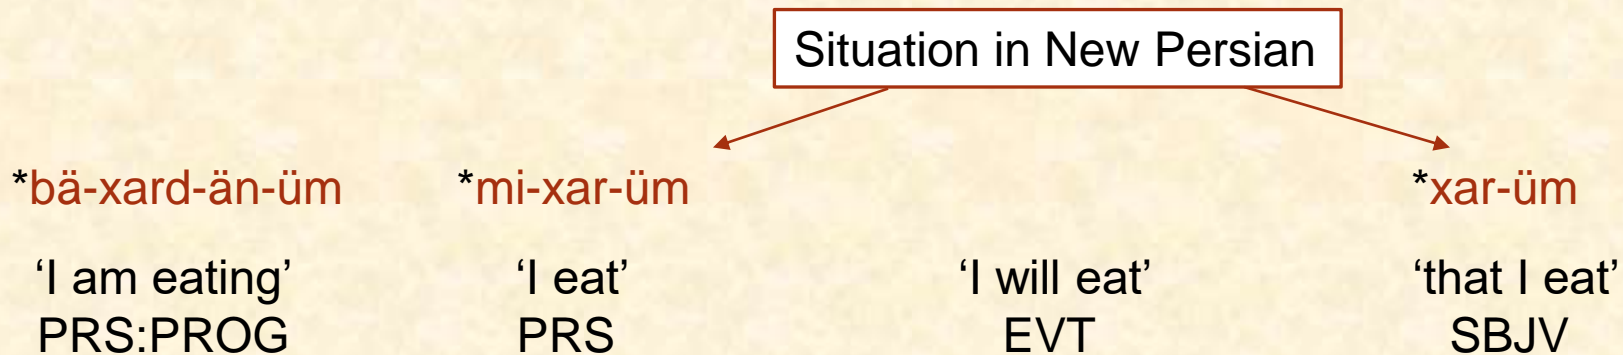 Situation in New Persian
*bä-xard-än-üm *mi-xar-üm *xar-üm
‘I am eating’ ‘I eat’ ‘I will eat’ ‘that I eat’
PRS:PROG PRS EVT SBJV